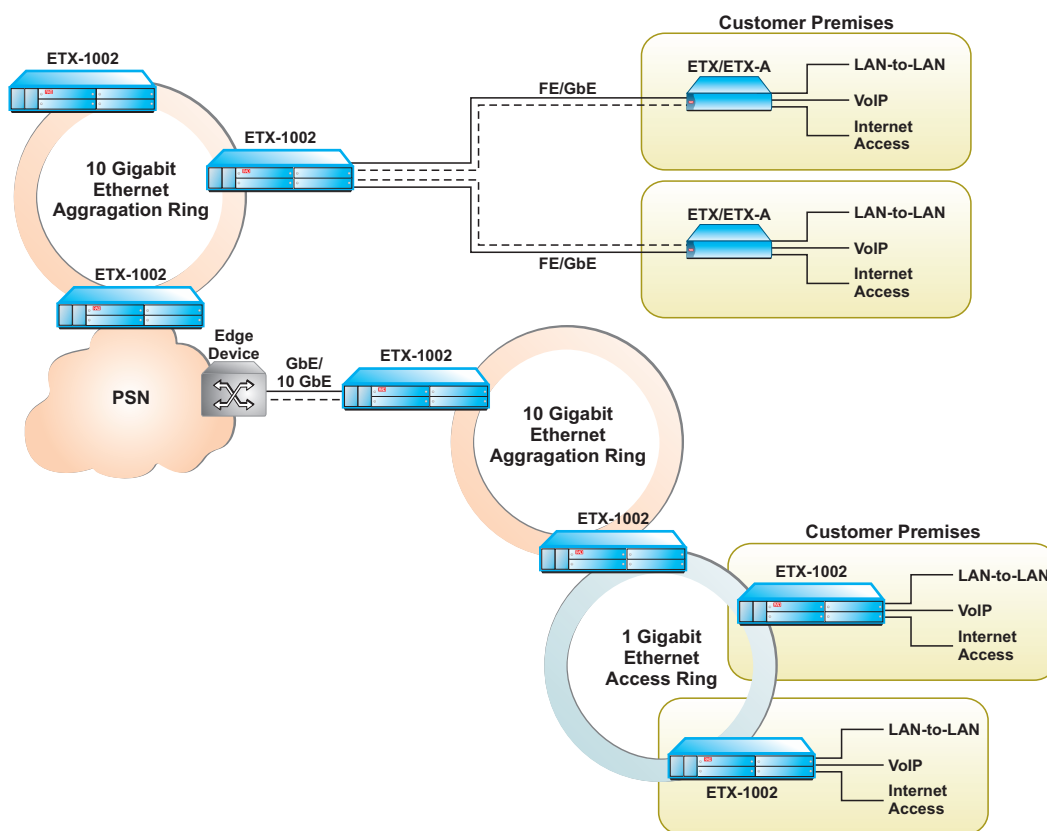 Customer Premises
ETX-1002
ETX/ETX-A
LAN-to-LAN
FE/GbE
VoIP
Internet
Access
ETX-1002
10 Gigabit
Ethernet
Aggragation Ring
ETX/ETX-A
LAN-to-LAN
VoIP
FE/GbE
Internet
Access
ETX-1002
Edge
Device
GbE/
10 GbE
ETX-1002
PSN
10 Gigabit
Ethernet
Aggragation Ring
ETX-1002
Customer Premises
ETX-1002
LAN-to-LAN
VoIP
Internet
Access
1 Gigabit
Ethernet
Access Ring
LAN-to-LAN
VoIP
Internet
Access
ETX-1002